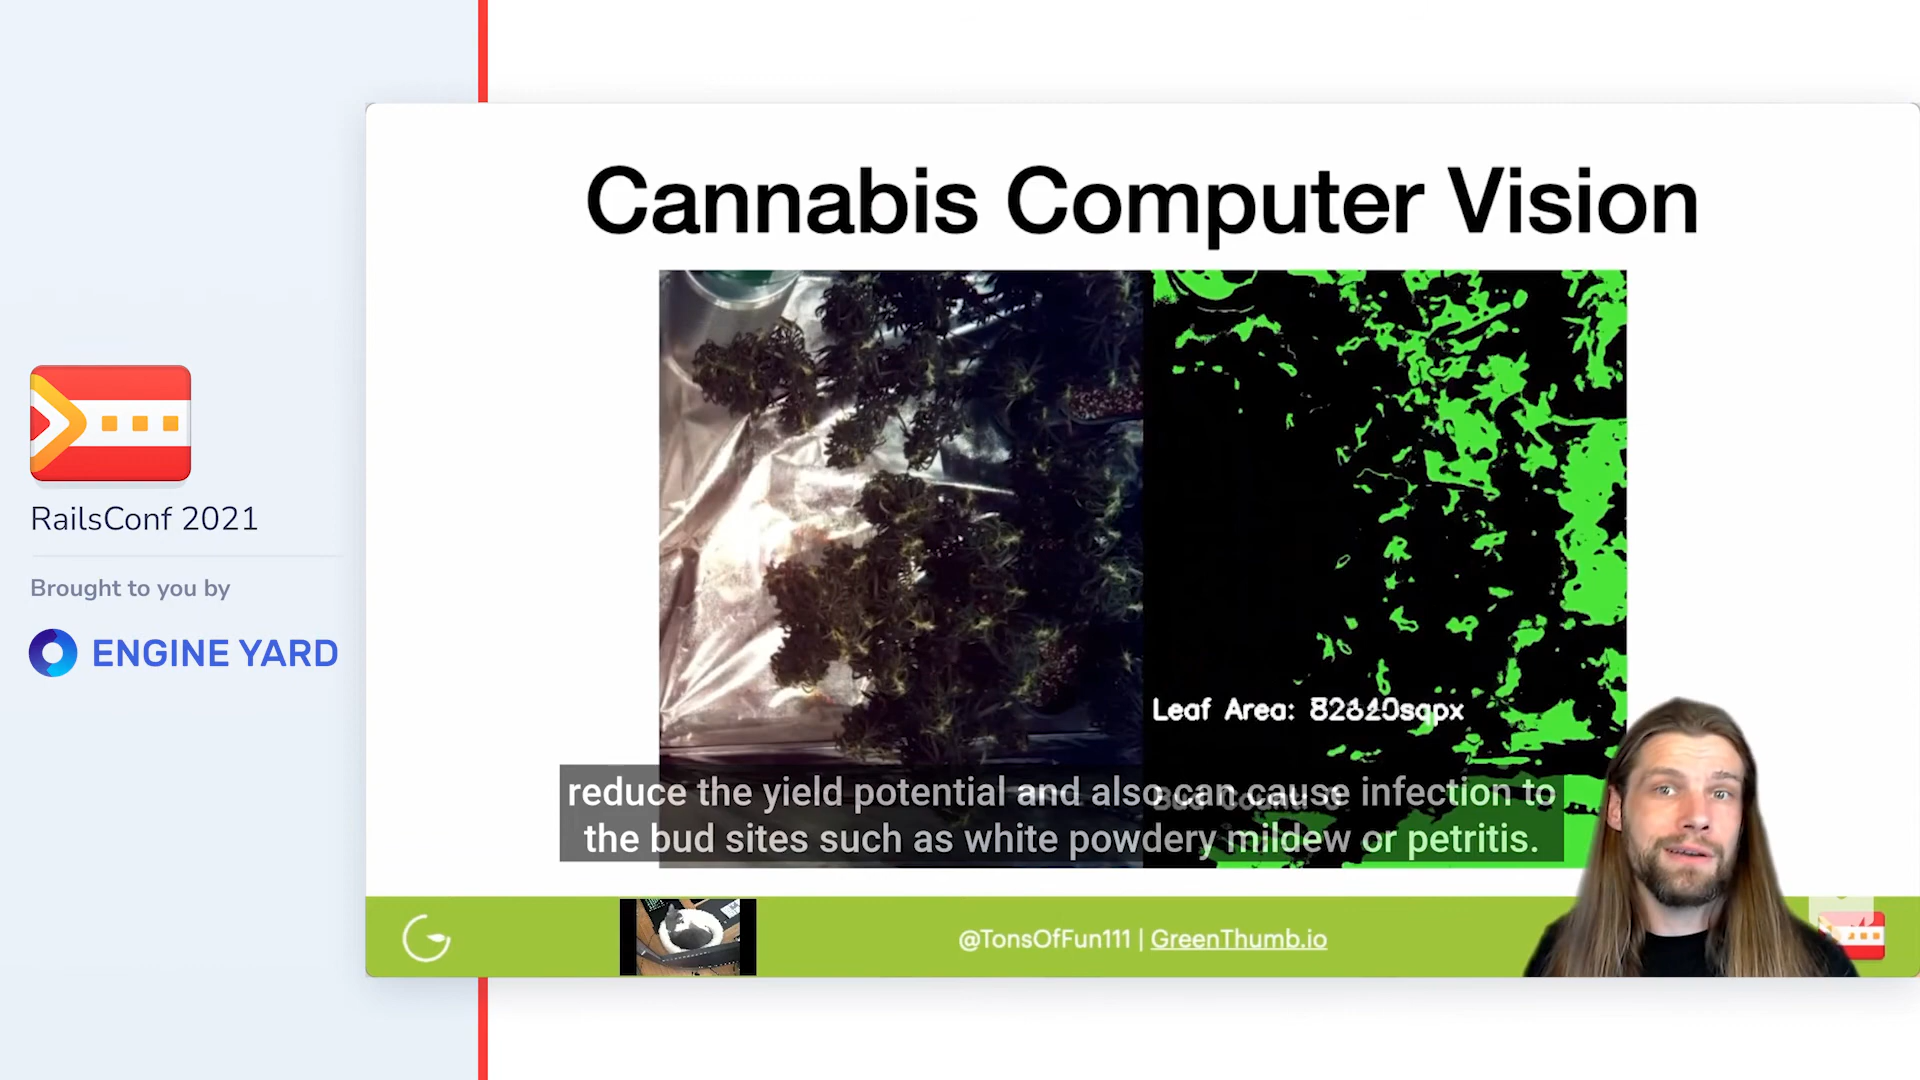 Cannabis Computer Vision
RailsConf 2021
Brought to you by
ENGINE YARD
Leaf Area:
reduce the yield potential and also can cause infection to
the bud sites such as white powdery mildew or petritis.
@TonsOfFun111 | GreenThumb.io